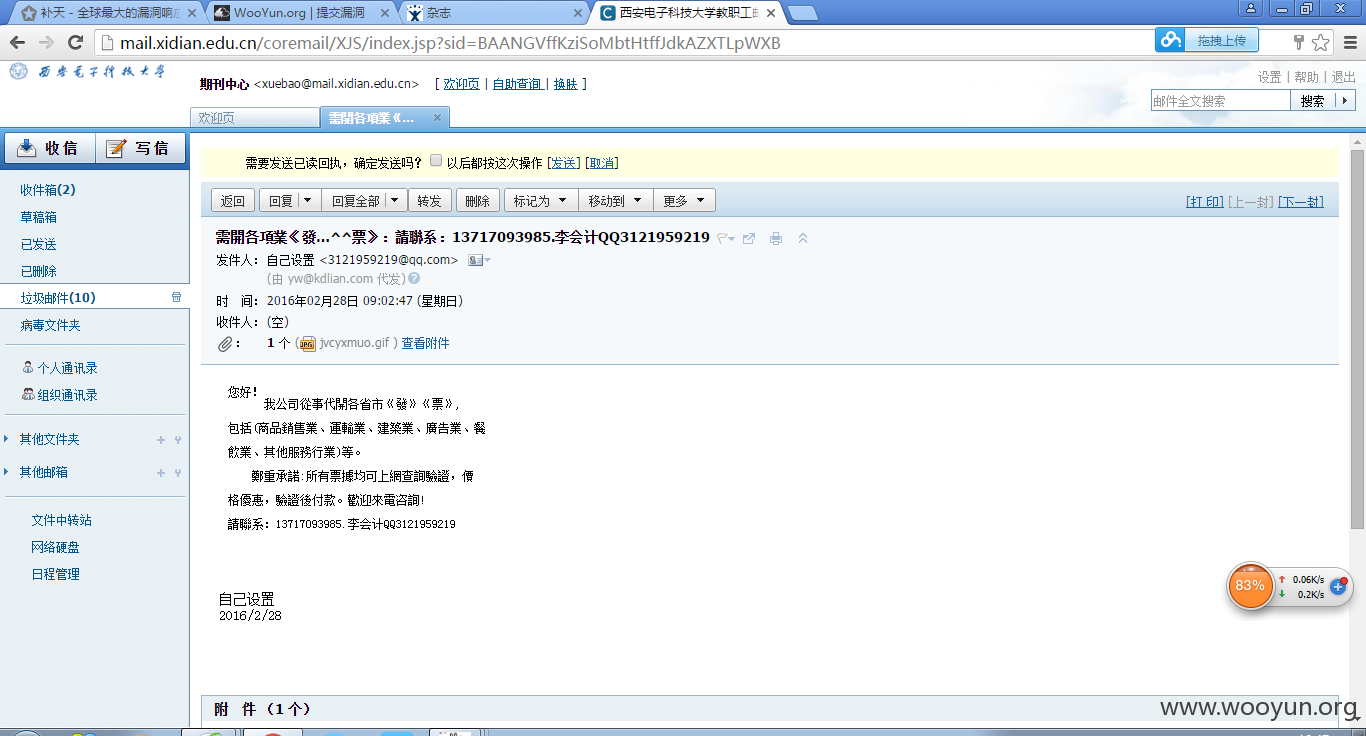 补天 - 全球最大的漏洞响应
WooYun.org | 提交漏洞
杂志
西安电子科技大学教职工邮
mail.xidian.edu.cn/coremail/XJS/index.jsp?sid=BAANGVffKziSoMbtHtffJdkAZXTLpWXB
拖拽上传
西安电子科技大学
期刊中心 <xuebao@mail.xidian.edu.cn> [ 欢迎页 | 自助查询 | 换肤 ]
设置 | 帮助 | 退出
邮件全文搜索 搜索
欢迎页
需開各項業《...
收信 写信
需要发送已读回执，确定发送吗? 以后都按这次操作 [发送] [取消]
收件箱(2)
草稿箱
已发送
已删除
垃圾邮件(10)
病毒文件夹
个人通讯录
组织通讯录
其他文件夹
其他邮箱
文件中转站
网络硬盘
日程管理
返回 回复 回复全部 转发 删除 标记为 移动到 更多
[打 印] [上一封] [下一封]
需開各項業《發...^^票》: 請聯系: 13717093985.李会计QQ3121959219
发件人: 自己设置 <3121959219@qq.com>
(由 yw@kdlian.com 代发)
时 间: 2016年02月28日 09:02:47 (星期日)
收件人: (空)
: 1 个 ( jvcyxmuo.gif ) 查看附件
您好!
我公司從事代開各省市《發》《票》,
包括(商品銷售業、運輸業、建築業、廣告業、餐
飲業、其他服務行業)等。
鄭重承諾:所有票據均可上網查詢驗證，價
格優惠，驗證後付款。歡迎來電咨詢!
請聯系: 13717093985.李会计QQ3121959219
自己设置
2016/2/28
83%
0.06K/s
0.2K/s
附 件 (1 个)
www.wooyun.org